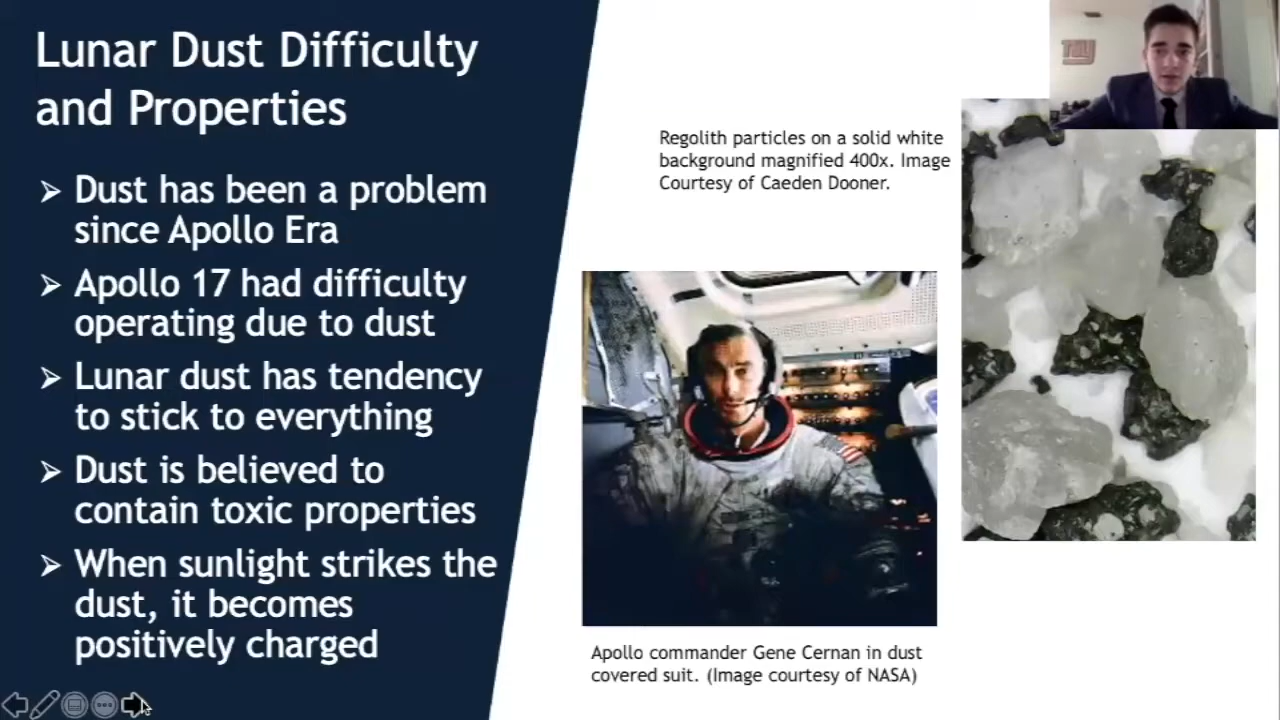 Lunar Dust Difficulty
and Properties
➢ Dust has been a problem
since Apollo Era
➢ Apollo 17 had difficulty
operating due to dust
➢ Lunar dust has tendency
to stick to everything
➢ Dust is believed to
contain toxic properties
➢ When sunlight strikes the
dust, it becomes
positively charged
Regolith particles on a solid white
background magnified 400x. Image
Courtesy of Caeden Dooner.
Apollo commander Gene Cernan in dust
covered suit. (Image courtesy of NASA)